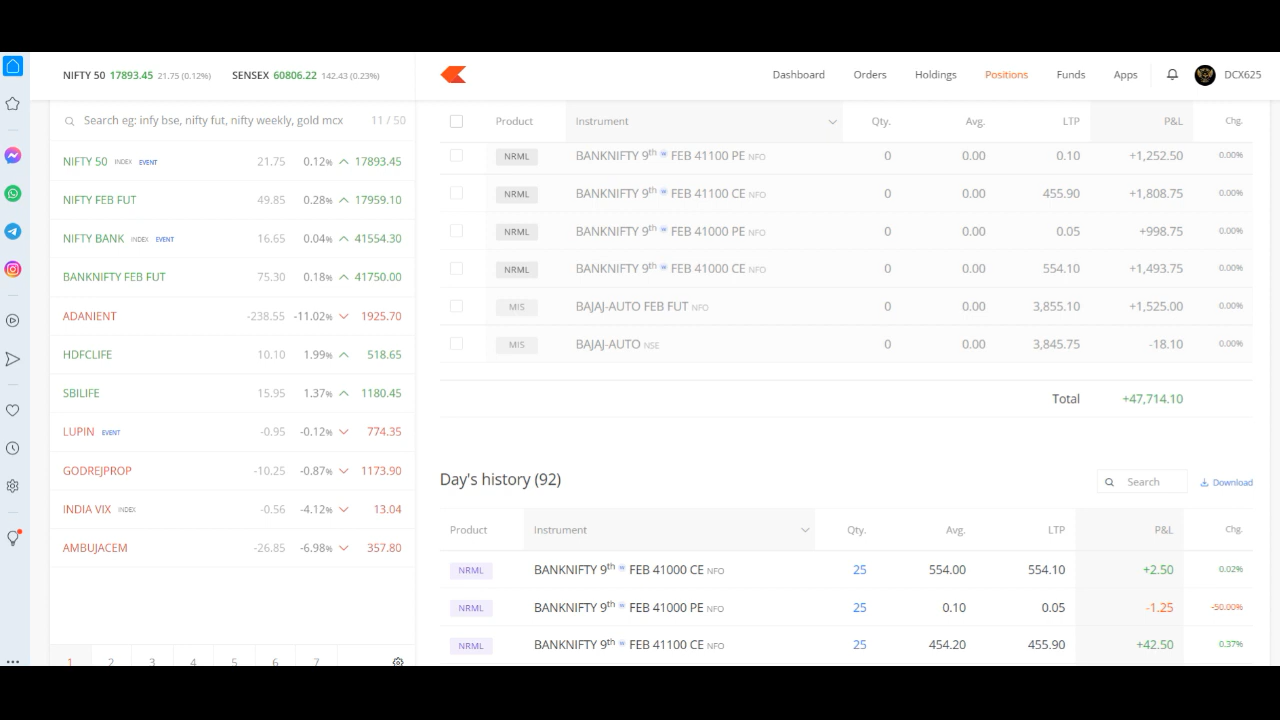 NIFTY 50 17893.45 21.75 (0.12%) SENSEX 60806.22 142.43 (0.23%)
Dashboard Orders Holdings Positions Funds Apps DCX625
Search eg: infy bse, nifty fut, nifty weekly, gold mcx 11 / 50
NIFTY 50 INDEX EVENT 21.75 0.12% 17893.45
NIFTY FEB FUT 49.85 0.28% 17959.10
NIFTY BANK INDEX EVENT 16.65 0.04% 41554.30
BANKNIFTY FEB FUT 75.30 0.18% 41750.00
ADANIENT -238.55 -11.02% 1925.70
HDFCLIFE 10.10 1.99% 518.65
SBILIFE 15.95 1.37% 1180.45
LUPIN EVENT -0.95 -0.12% 774.35
GODREJPROP -10.25 -0.87% 1173.90
INDIA VIX INDEX -0.56 -4.12% 13.04
AMBUJACEM -26.85 -6.98% 357.80
1 2 3 4 5 6 7
Product Instrument Qty. Avg. LTP P&L Chg.
NRML BANKNIFTY 9th W FEB 41100 PE NFO 0 0.00 0.10 +1,252.50 0.00%
NRML BANKNIFTY 9th W FEB 41100 CE NFO 0 0.00 455.90 +1,808.75 0.00%
NRML BANKNIFTY 9th W FEB 41000 PE NFO 0 0.00 0.05 +998.75 0.00%
NRML BANKNIFTY 9th W FEB 41000 CE NFO 0 0.00 554.10 +1,493.75 0.00%
MIS BAJAJ-AUTO FEB FUT NFO 0 0.00 3,855.10 +1,525.00 0.00%
MIS BAJAJ-AUTO NSE 0 0.00 3,845.75 -18.10 0.00%
Total +47,714.10
Day's history (92) Search Download
Product Instrument Qty. Avg. LTP P&L Chg.
NRML BANKNIFTY 9th W FEB 41000 CE NFO 25 554.00 554.10 +2.50 0.02%
NRML BANKNIFTY 9th W FEB 41000 PE NFO 25 0.10 0.05 -1.25 -50.00%
NRML BANKNIFTY 9th W FEB 41100 CE NFO 25 454.20 455.90 +42.50 0.37%